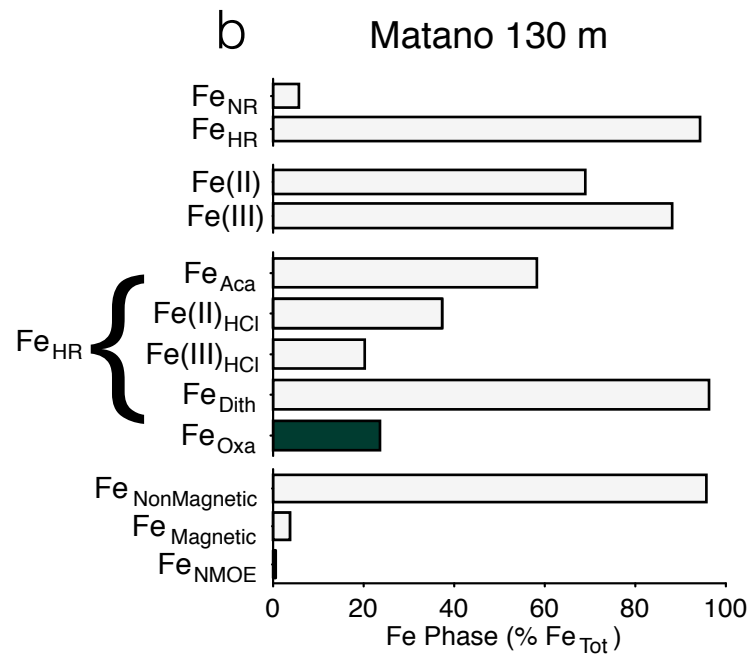 b Matano 130 m
Fe_NR
Fe_HR
Fe(II)
Fe(III)
Fe_Aca
Fe(II)_HCl
Fe(III)_HCl
Fe_HR {
Fe_Dith
Fe_Oxa
Fe_NonMagnetic
Fe_Magnetic
Fe_NMOE
0 20 40 60 80 100
Fe Phase (% Fe_Tot)